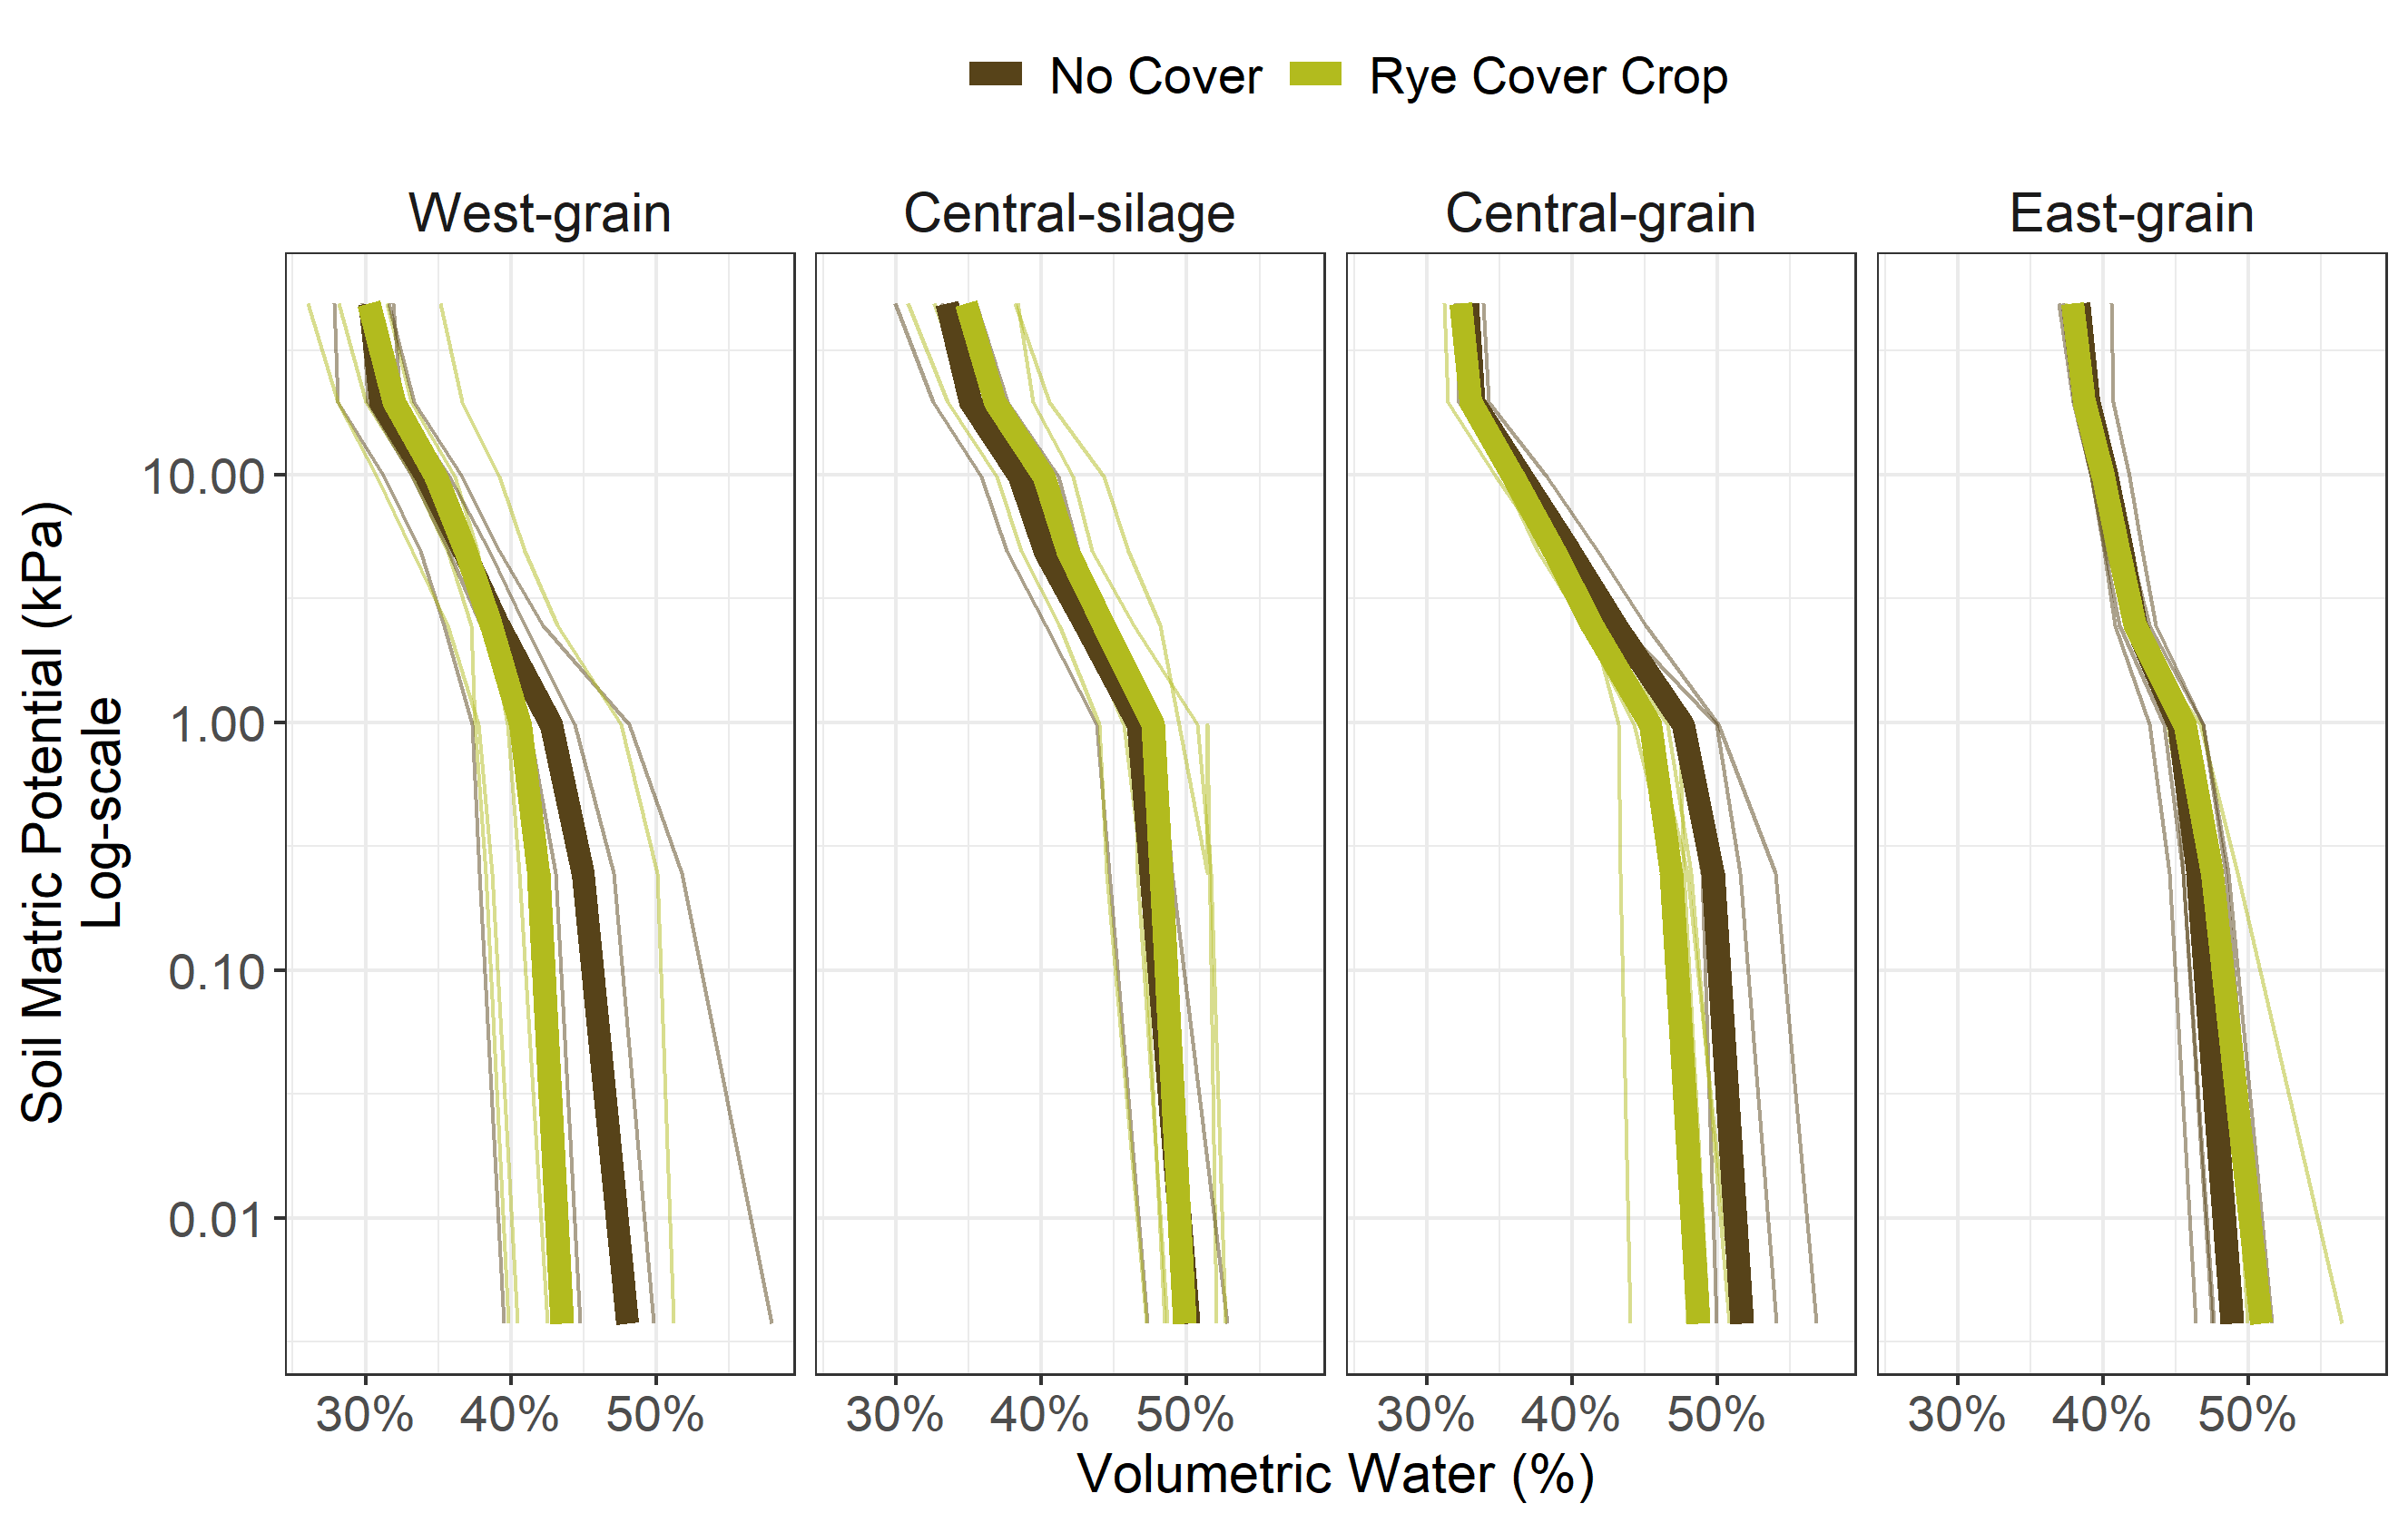 No Cover Rye Cover Crop
West-grain Central-silage Central-grain East-grain
Soil Matric Potential (kPa)
Log-scale
10.00
1.00
0.10
0.01
30% 40% 50% 30% 40% 50% 30% 40% 50% 30% 40% 50%
Volumetric Water (%)